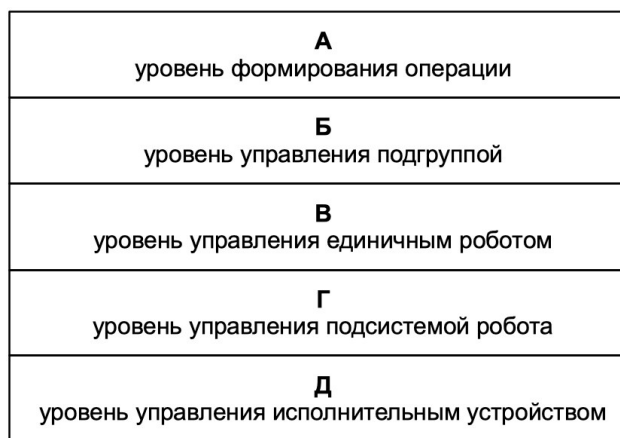 А
уровень формирования операции
Б
уровень управления подгруппой
В
уровень управления единичным роботом
Г
уровень управления подсистемой робота
Д
уровень управления исполнительным устройством